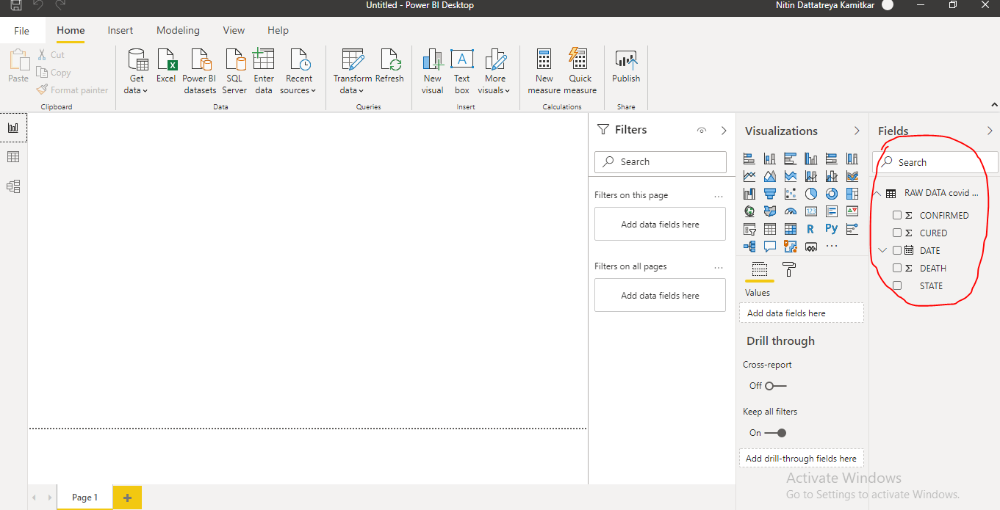 Untitled - Power BI Desktop
Nitin Dattatreya Kamitkar
File
Home
Insert
Modeling
View
Help
Paste
Cut
Copy
Format painter
Clipboard
Get data
Excel
Power BI datasets
SQL Server
Enter data
Recent sources
Data
Transform data
Refresh
Queries
New visual
Text box
More visuals
Insert
New measure
Quick measure
Calculations
Publish
Share
Filters
Search
Filters on this page
...
Add data fields here
Filters on all pages
...
Add data fields here
Visualizations
123
R
Py
...
Values
Add data fields here
Drill through
Cross-report
Off
Keep all filters
On
Add drill-through fields here
Fields
Search
RAW DATA covid ...
Σ CONFIRMED
Σ CURED
DATE
Σ DEATH
STATE
Page 1
+
Activate Windows
Go to Settings to activate Windows.